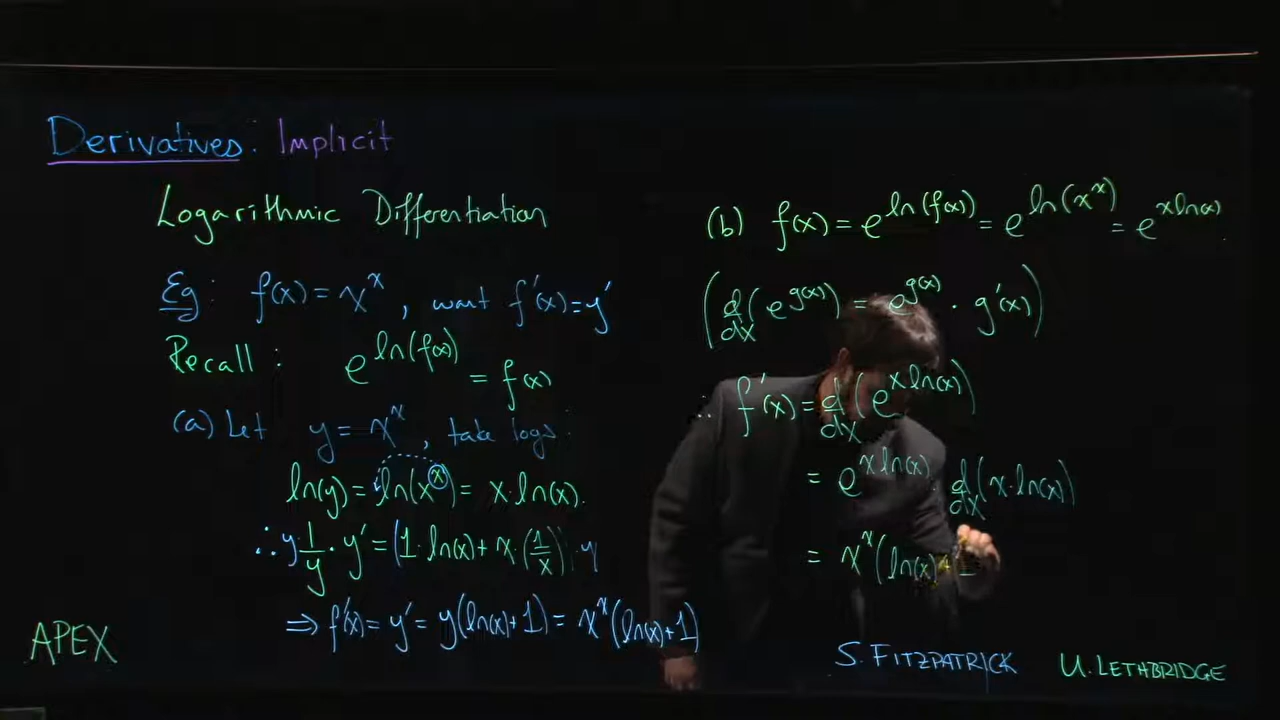 Derivatives: Implicit
Logarithmic Differentiation
Eg: f(x) = x^x, want f'(x) = y'
Recall: e^{ln(f(x))} = f(x)
(a) Let y = x^x, take logs:
ln(y) = ln(x^x) = x·ln(x).
∴ y·1/y · y' = (1·ln(x) + x·(1/x))·y
⇒ f'(x) = y' = y(ln(x)+1) = x^x(ln(x)+1)
APEX
(b) f(x) = e^{ln(f(x))} = e^{ln(x^x)} = e^{x ln(x)}.
(d/dx(e^{g(x)}) = e^{g(x)} · g'(x))
∴ f'(x) = d/dx(e^{x ln(x)})
= e^{x ln(x)} · d/dx(x·ln(x))
= x^x(ln(x) + 1
S. FITZPATRICK U. LETHBRIDGE